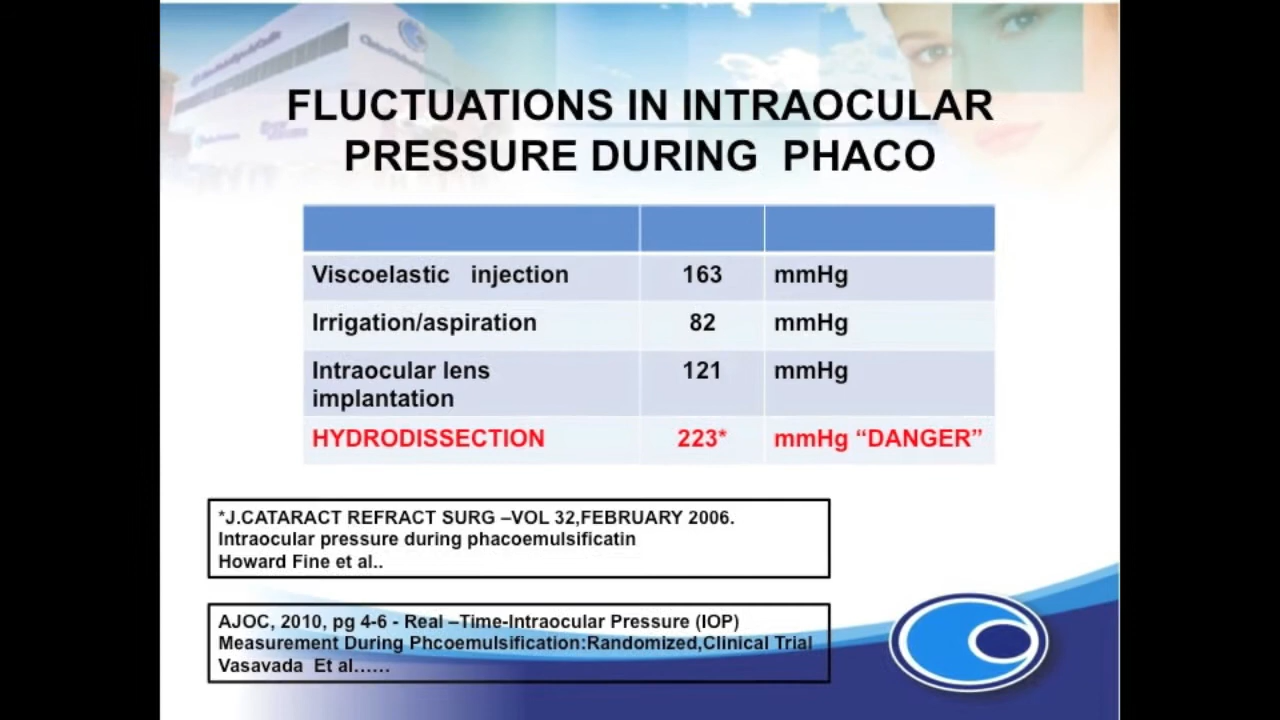 FLUCTUATIONS IN INTRAOCULAR
PRESSURE DURING PHACO
Viscoelastic injection 163 mmHg
Irrigation/aspiration 82 mmHg
Intraocular lens
implantation 121 mmHg
HYDRODISSECTION 223* mmHg “DANGER”
*J.CATARACT REFRACT SURG –VOL 32,FEBRUARY 2006.
Intraocular pressure during phacoemulsificatin
Howard Fine et al..
AJOC, 2010, pg 4-6 - Real –Time-Intraocular Pressure (IOP)
Measurement During Phcoemulsification:Randomized,Clinical Trial
Vasavada Et al……